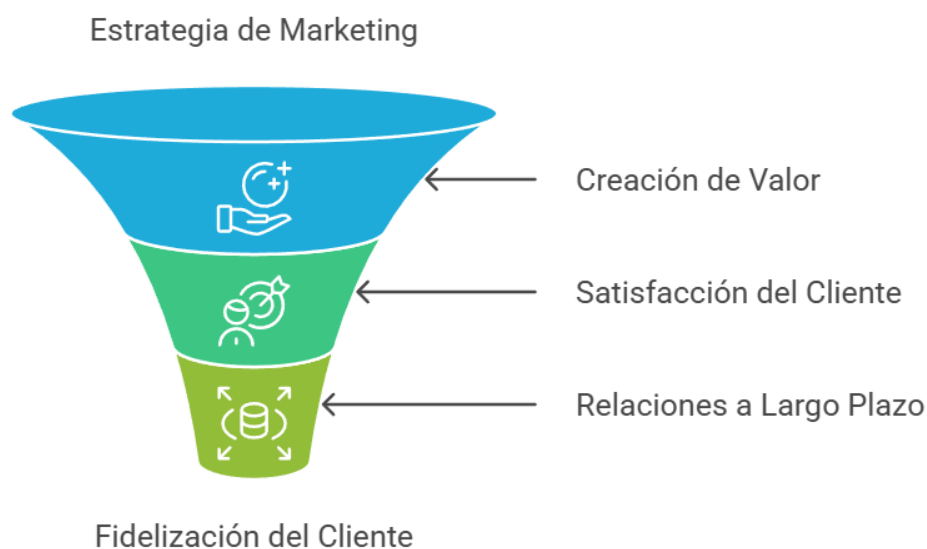 Estrategia de Marketing
Creación de Valor
Satisfacción del Cliente
Relaciones a Largo Plazo
Fidelización del Cliente